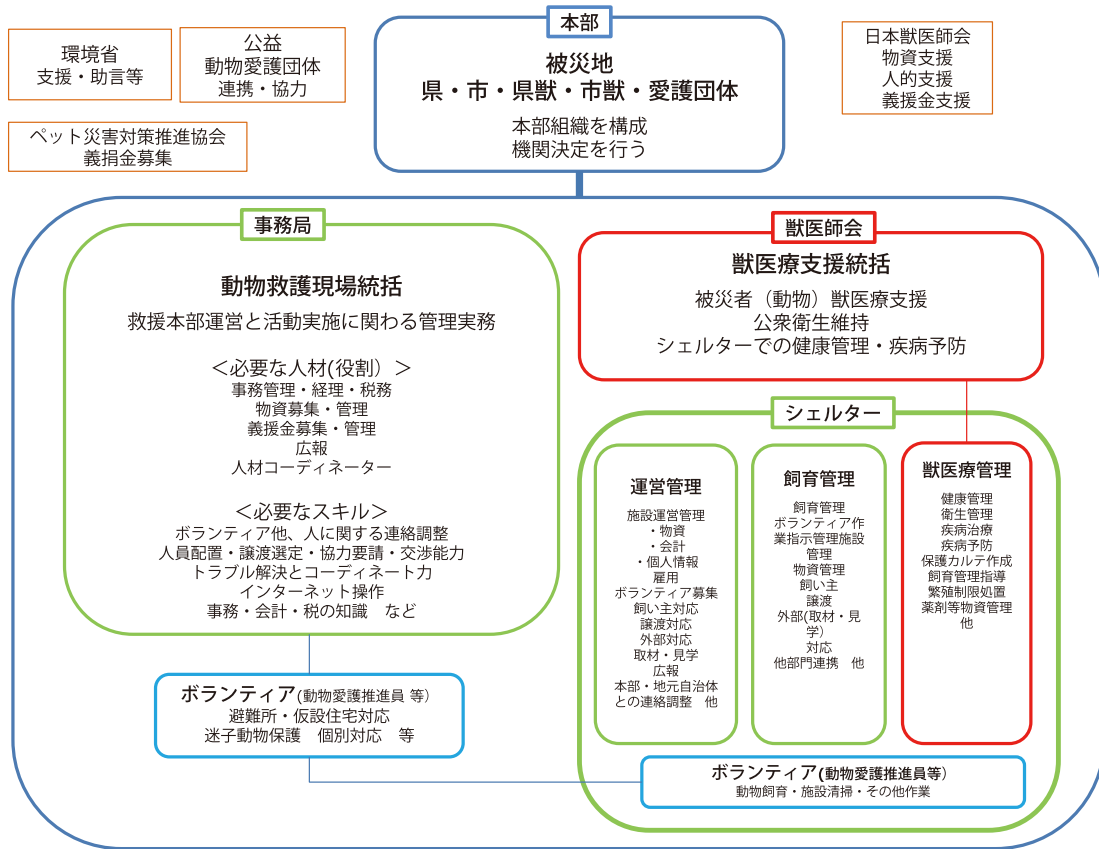 環境省
支援・助言等
公益
動物愛護団体
連携・協力
ペット災害対策推進協会
義捐金募集
本部
被災地
県・市・県獣・市獣・愛護団体
本部組織を構成
機関決定を行う
日本獣医師会
物資支援
人的支援
義援金支援
事務局
動物救護現場統括
救援本部運営と活動実施に関わる管理実務
＜必要な人材(役割）＞
事務管理・経理・税務
物資募集・管理
義援金募集・管理
広報
人材コーディネーター
＜必要なスキル＞
ボランティア他、人に関する連絡調整
人員配置・譲渡選定・協力要請・交渉能力
トラブル解決とコーディネート力
インターネット操作
事務・会計・税の知識　など
獣医師会
獣医療支援統括
被災者（動物）獣医療支援
公衆衛生維持
シェルターでの健康管理・疾病予防
シェルター
運営管理
施設運営管理
・物資
・会計
・個人情報
雇用
ボランティア募集
飼い主対応
譲渡対応
外部対応
取材・見学
広報
本部・地元自治体
との連絡調整　他
飼育管理
飼育管理
ボランティア作
業指示管理施設
管理
物資管理
飼い主
譲渡
外部(取材・見
学）
対応
他部門連携　他
獣医療管理
健康管理
衛生管理
疾病治療
疾病予防
保護カルテ作成
飼育管理指導
繁殖制限処置
薬剤等物資管理
他
ボランティア(動物愛護推進員 等）
避難所・仮設住宅対応
迷子動物保護　個別対応　等
ボランティア(動物愛護推進員等）
動物飼育・施設清掃・その他作業